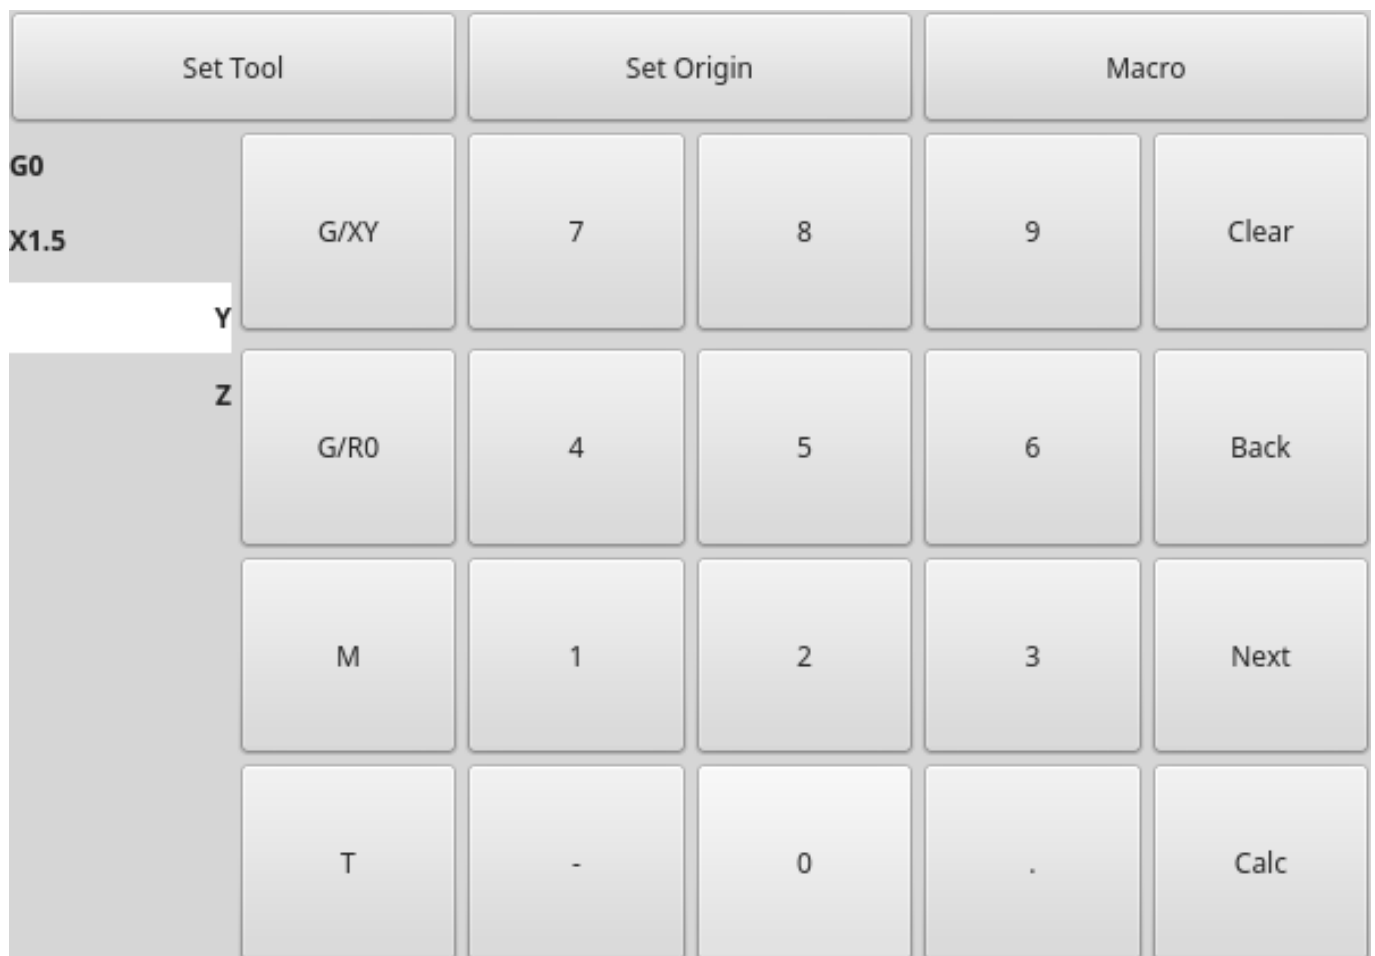 Set Tool Set Origin Macro
G0
X1.5
Y
Z
G/XY 7 8 9 Clear
G/R0 4 5 6 Back
M 1 2 3 Next
T - 0 . Calc